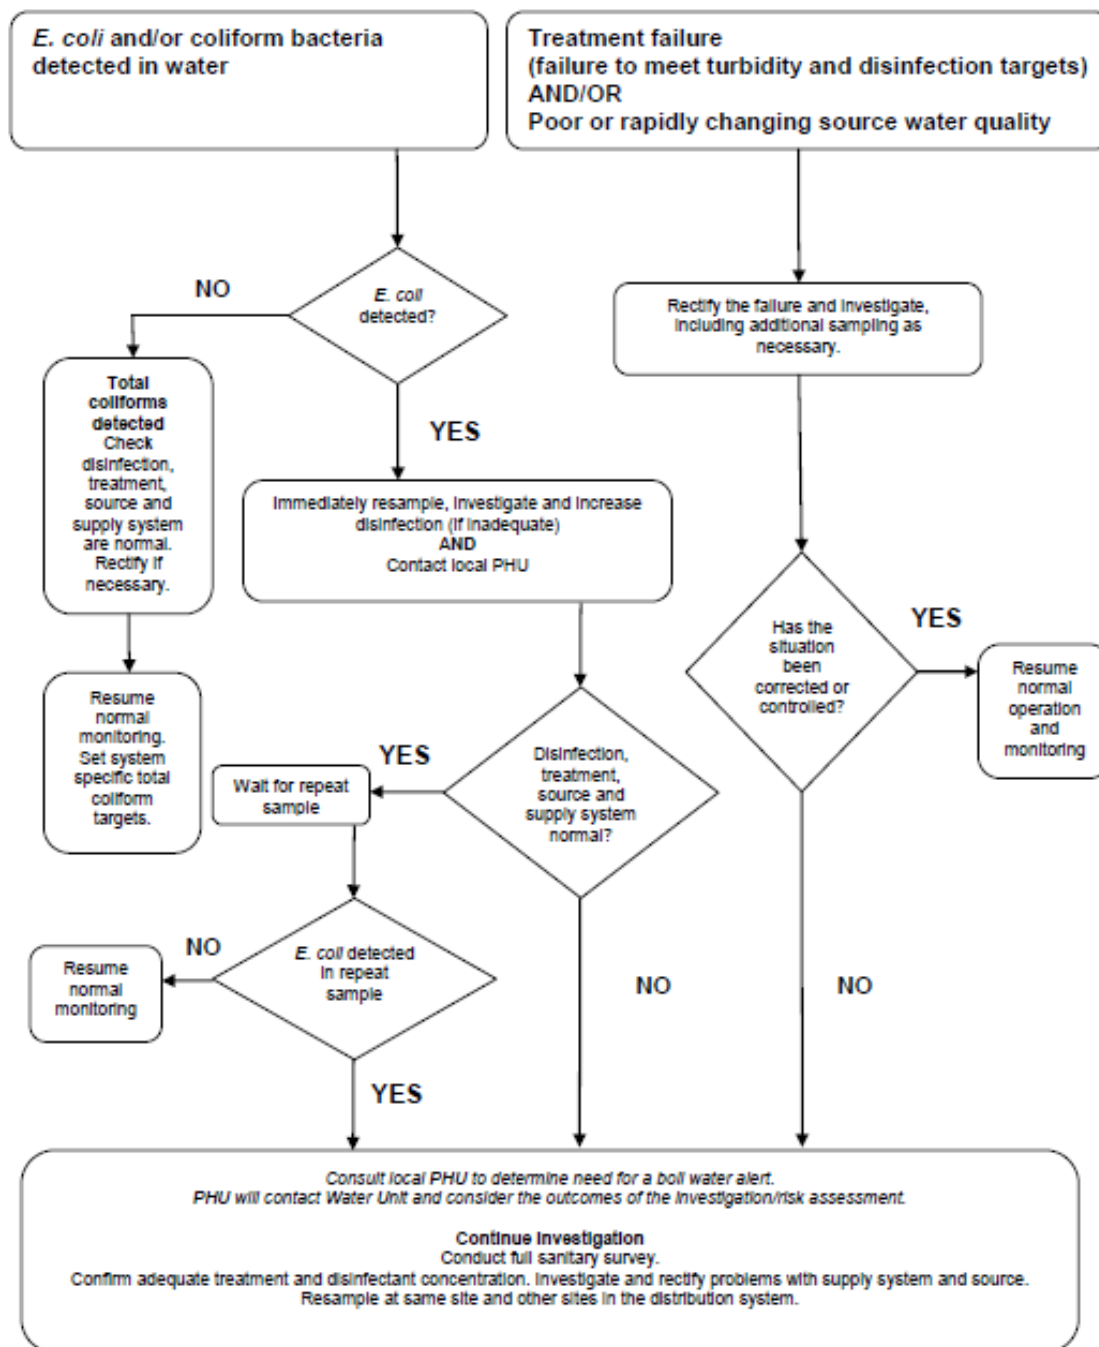 E. coli and/or coliform bacteria
detected in water
Treatment failure
(failure to meet turbidity and disinfection targets)
AND/OR
Poor or rapidly changing source water quality
NO
E. coli
detected?
Rectify the failure and investigate,
including additional sampling as
necessary.
Total
coliforms
detected
Check
disinfection,
treatment,
source and
supply system
are normal.
Rectify if
necessary.
YES
Immediately resample, investigate and increase
disinfection (if inadequate)
AND
Contact local PHU
Has the
situation
been
corrected or
controlled?
YES
Resume
normal
operation
and
monitoring
Resume
normal
monitoring.
Set system
specific total
coliform
targets.
YES
Wait for repeat
sample
Disinfection,
treatment,
source and
supply system
normal?
NO
E. coli detected
in repeat
sample
Resume
normal
monitoring
NO
NO
YES
Consult local PHU to determine need for a boil water alert.
PHU will contact Water Unit and consider the outcomes of the investigation/risk assessment.
Continue investigation
Conduct full sanitary survey.
Confirm adequate treatment and disinfectant concentration. Investigate and rectify problems with supply system and source.
Resample at same site and other sites in the distribution system.